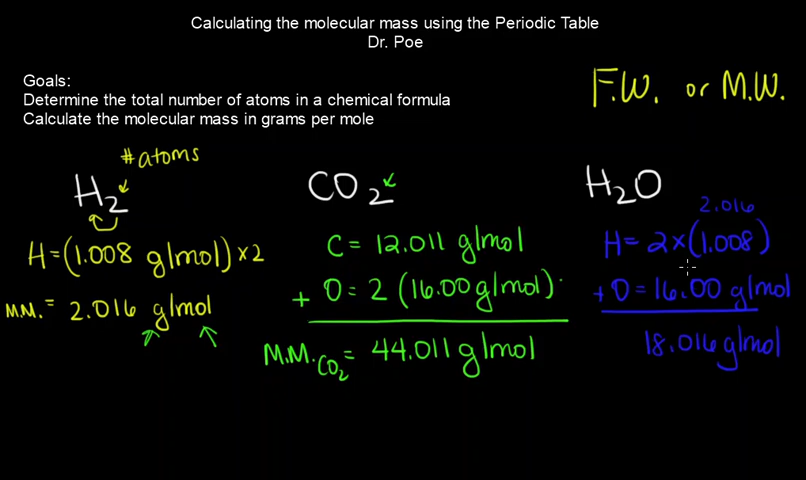 Calculating the molecular mass using the Periodic Table
Dr. Poe
Goals:
Determine the total number of atoms in a chemical formula
Calculate the molecular mass in grams per mole
F.W. or M.W.
# atoms
H₂
H = (1.008 g/mol) × 2
M.M. = 2.016 g/mol
CO₂
C = 12.011 g/mol
+ O = 2 (16.00 g/mol).
M.M. CO₂ = 44.011 g/mol
H₂O
2.016
H = 2 × (1.008)
+ O = 16.00 g/mol
18.016 g/mol